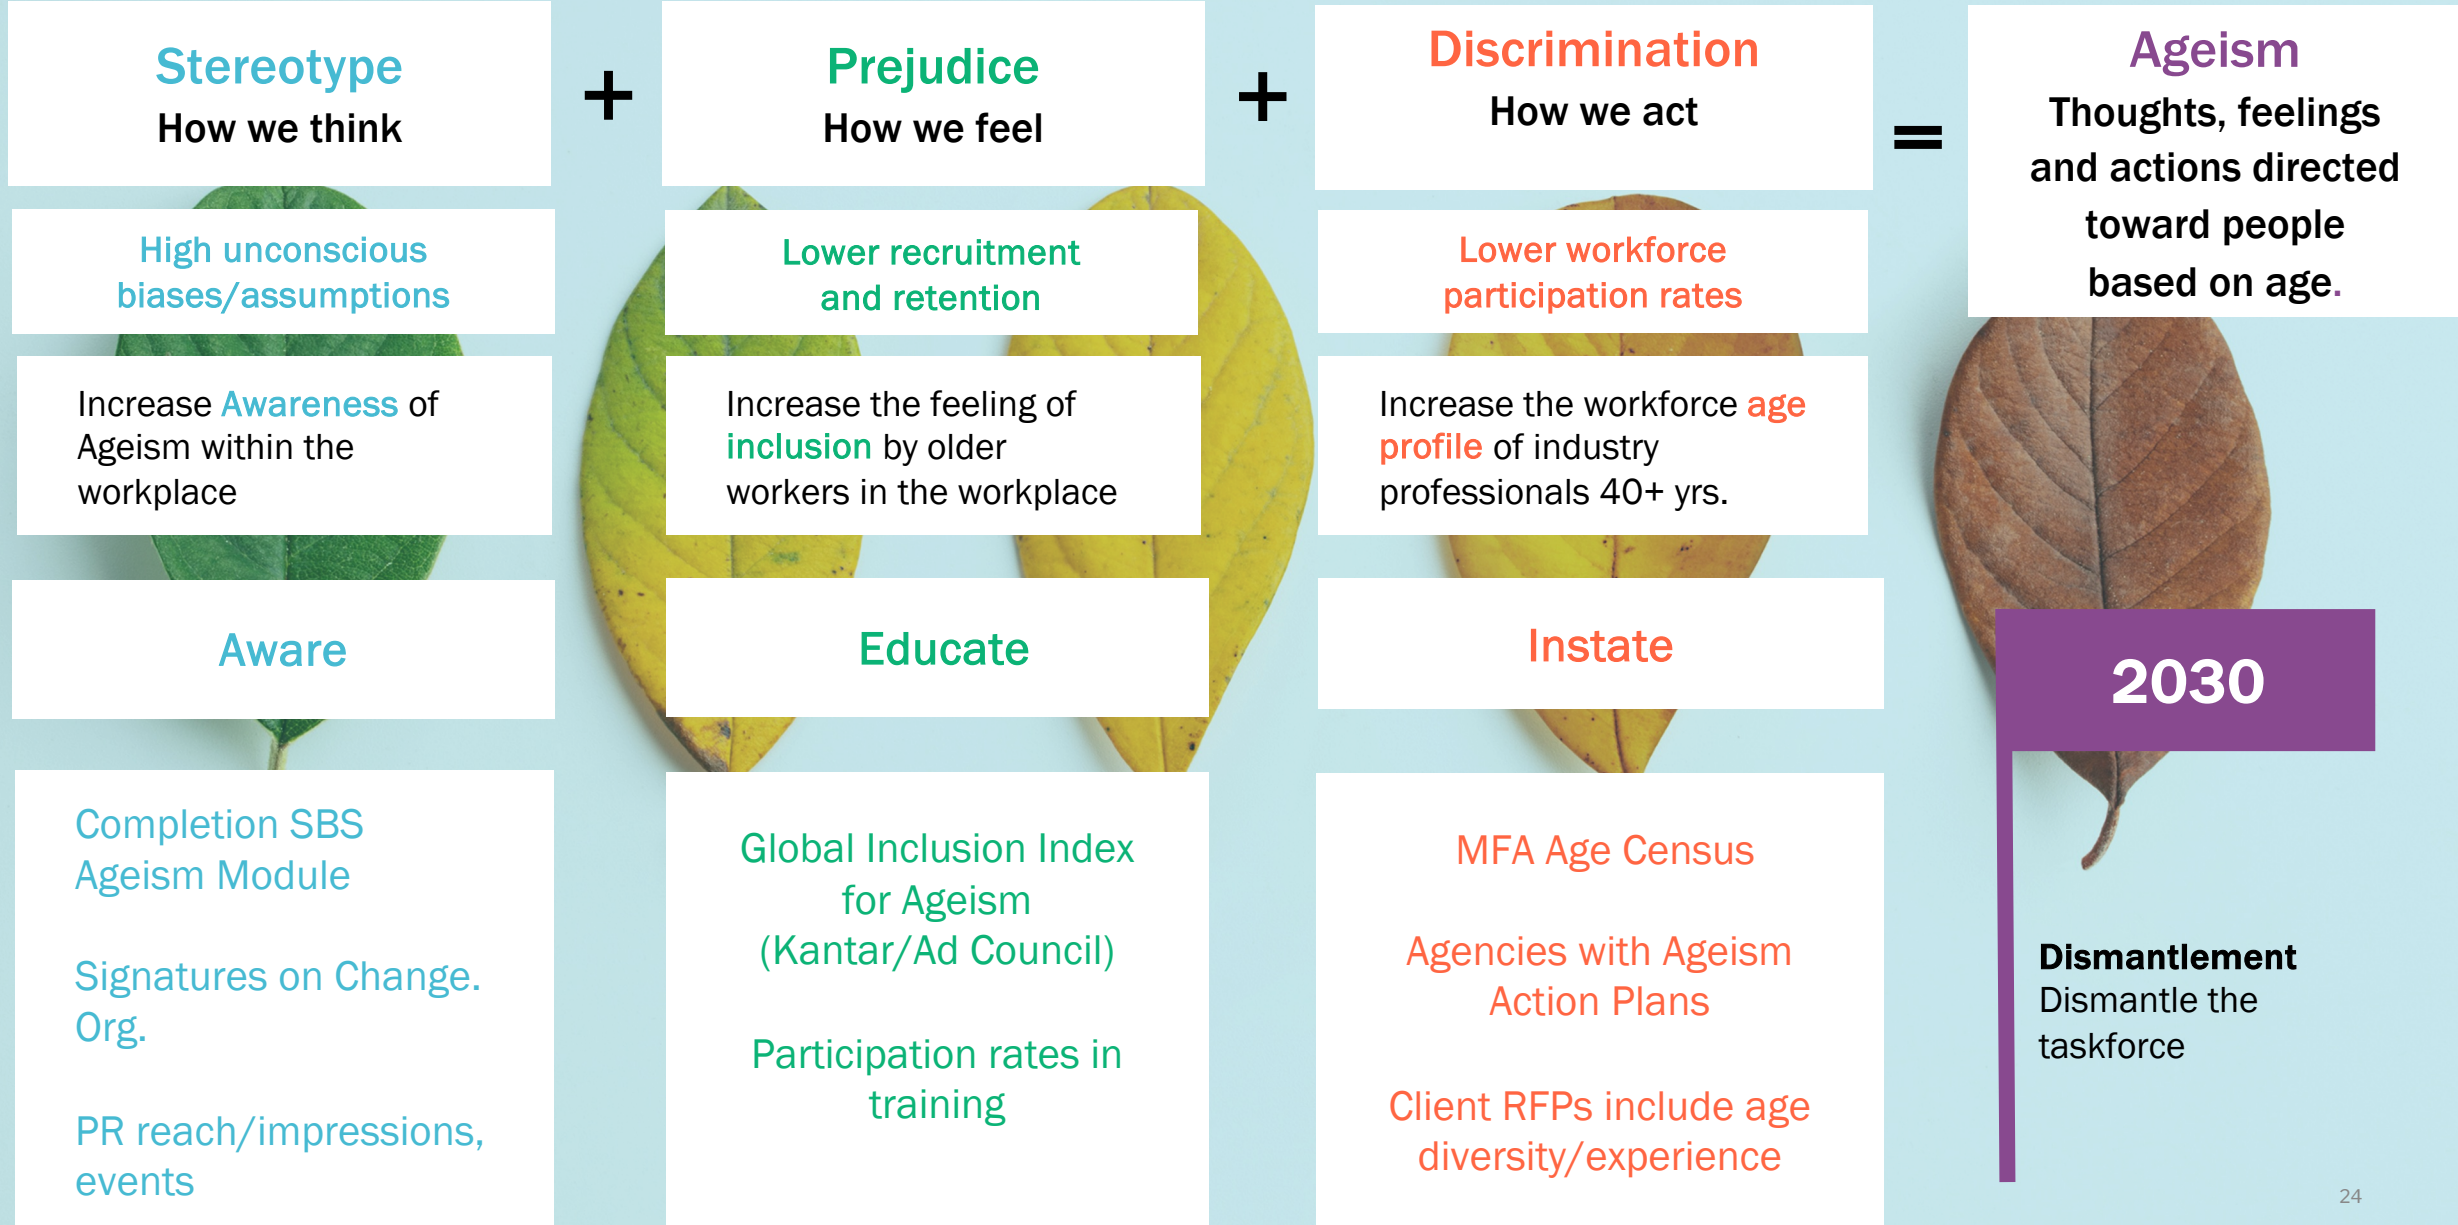 Stereotype
How we think
+
Prejudice
How we feel
+
Discrimination
How we act
=
Ageism
Thoughts, feelings
and actions directed
toward people
based on age.
High unconscious
biases/assumptions
Lower recruitment
and retention
Lower workforce
participation rates
Increase Awareness of
Ageism within the
workplace
Increase the feeling of
inclusion by older
workers in the workplace
Increase the workforce age
profile of industry
professionals 40+ yrs.
Aware
Educate
Instate
2030
Completion SBS
Ageism Module
Signatures on Change.
Org.
PR reach/impressions,
events
Global Inclusion Index
for Ageism
(Kantar/Ad Council)
Participation rates in
training
MFA Age Census
Agencies with Ageism
Action Plans
Client RFPs include age
diversity/experience
Dismantlement
Dismantle the
taskforce
24